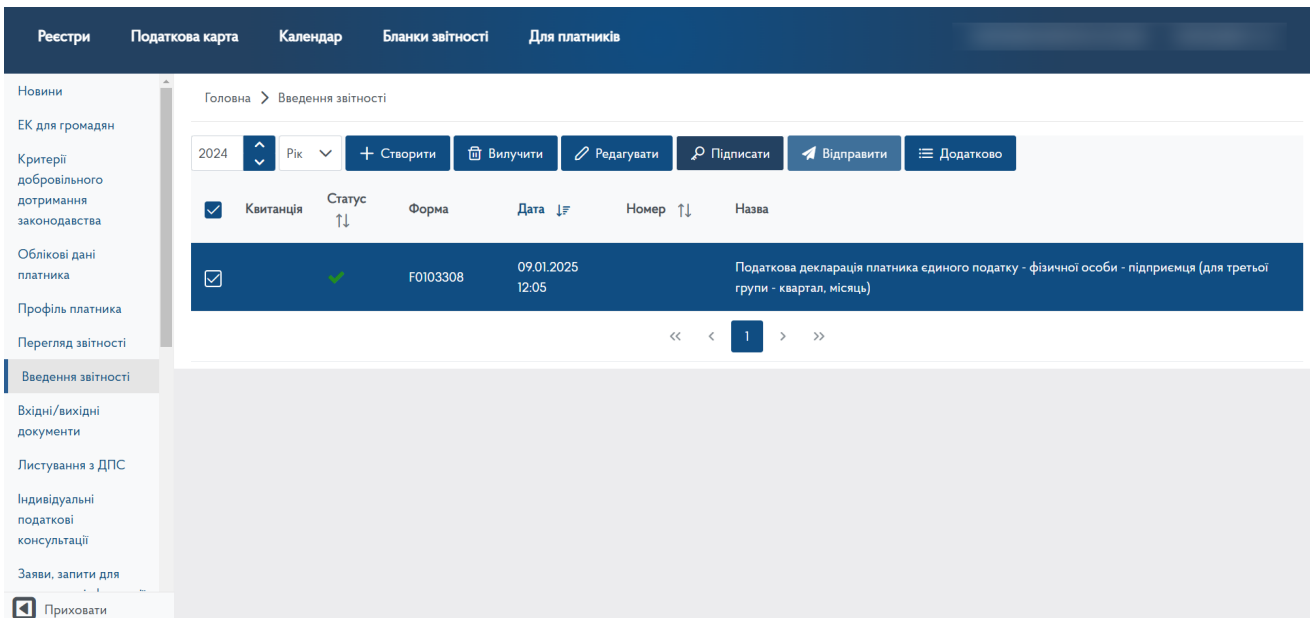 Реєстри Податкова карта Календар Бланки звітності Для платників
Новини
ЕК для громадян
Критерії
добровільного
дотримання
законодавства
Облікові дані
платника
Профіль платника
Перегляд звітності
Введення звітності
Вхідні/вихідні
документи
Листування з ДПС
Індивідуальні
податкові
консультації
Заяви, запити для
Приховати
Головна > Введення звітності
2024 Рік + Створити Вилучити Редагувати Підписати Відправити Додатково
Квитанція Статус Форма Дата Номер Назва
F0103308 09.01.2025 Податкова декларація платника єдиного податку - фізичної особи - підприємця (для третьої
12:05 групи - квартал, місяць)
<< < 1 > >>